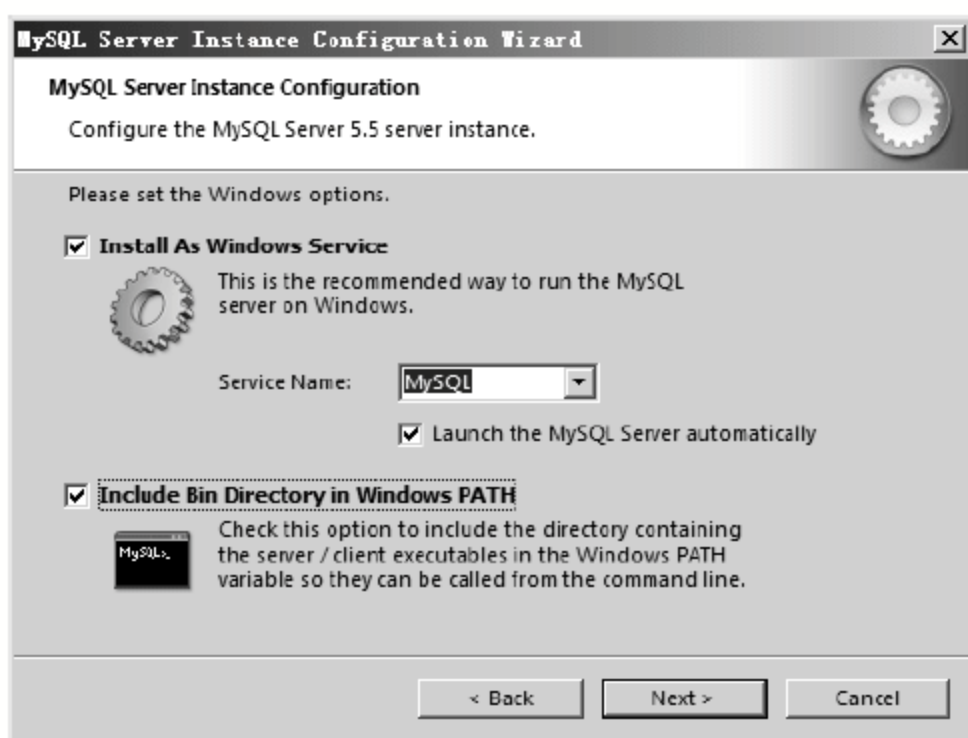 MySQL Server Instance Configuration Wizard
MySQL Server Instance Configuration
Configure the MySQL Server 5.5 server instance.
Please set the Windows options.
Install As Windows Service
This is the recommended way to run the MySQL
server on Windows.
Service Name:
MySQL
Launch the MySQL Server automatically
Include Bin Directory in Windows PATH
MySQL>_
Check this option to include the directory containing
the server / client executables in the Windows PATH
variable so they can be called from the command line.
< Back
Next >
Cancel